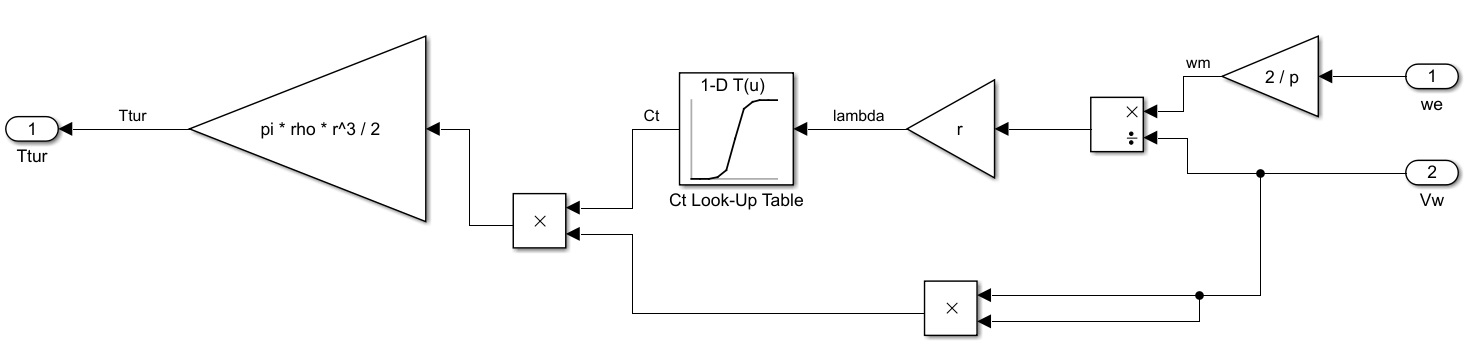 1
Ttur
Ttur
pi * rho * r^3 / 2
×
Ct
1-D T(u)
Ct Look-Up Table
lambda
r
×
÷
wm
2 / p
1
we
2
Vw
×